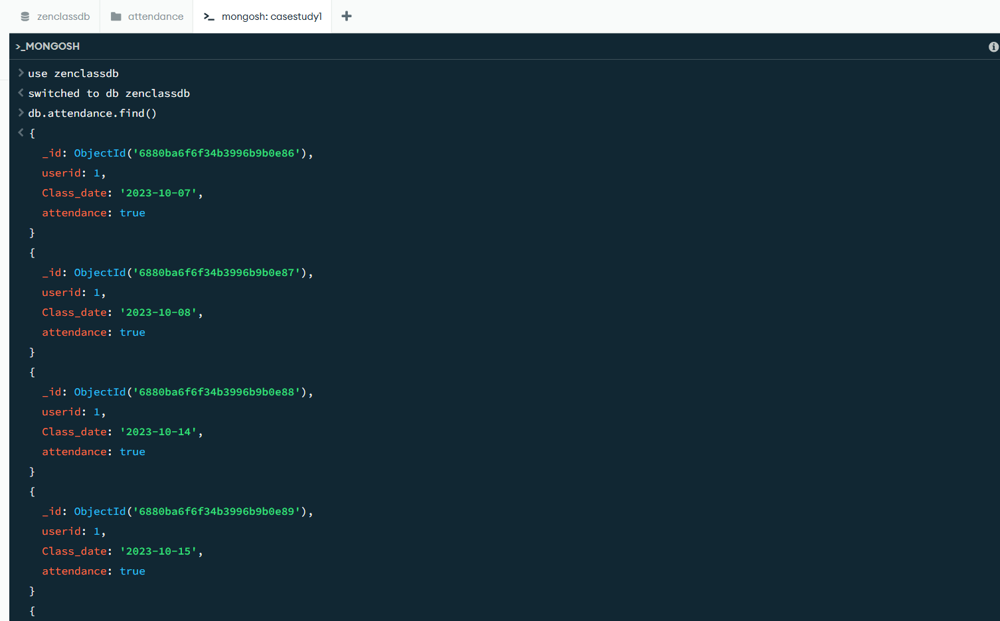 zenclassdb attendance mongosh: casestudy1
>_MONGOSH
use zenclassdb
switched to db zenclassdb
db.attendance.find()
{
_id: ObjectId('6880ba6f6f34b3996b9b0e86'),
userid: 1,
Class_date: '2023-10-07',
attendance: true
}
{
_id: ObjectId('6880ba6f6f34b3996b9b0e87'),
userid: 1,
Class_date: '2023-10-08',
attendance: true
}
{
_id: ObjectId('6880ba6f6f34b3996b9b0e88'),
userid: 1,
Class_date: '2023-10-14',
attendance: true
}
{
_id: ObjectId('6880ba6f6f34b3996b9b0e89'),
userid: 1,
Class_date: '2023-10-15',
attendance: true
}
{